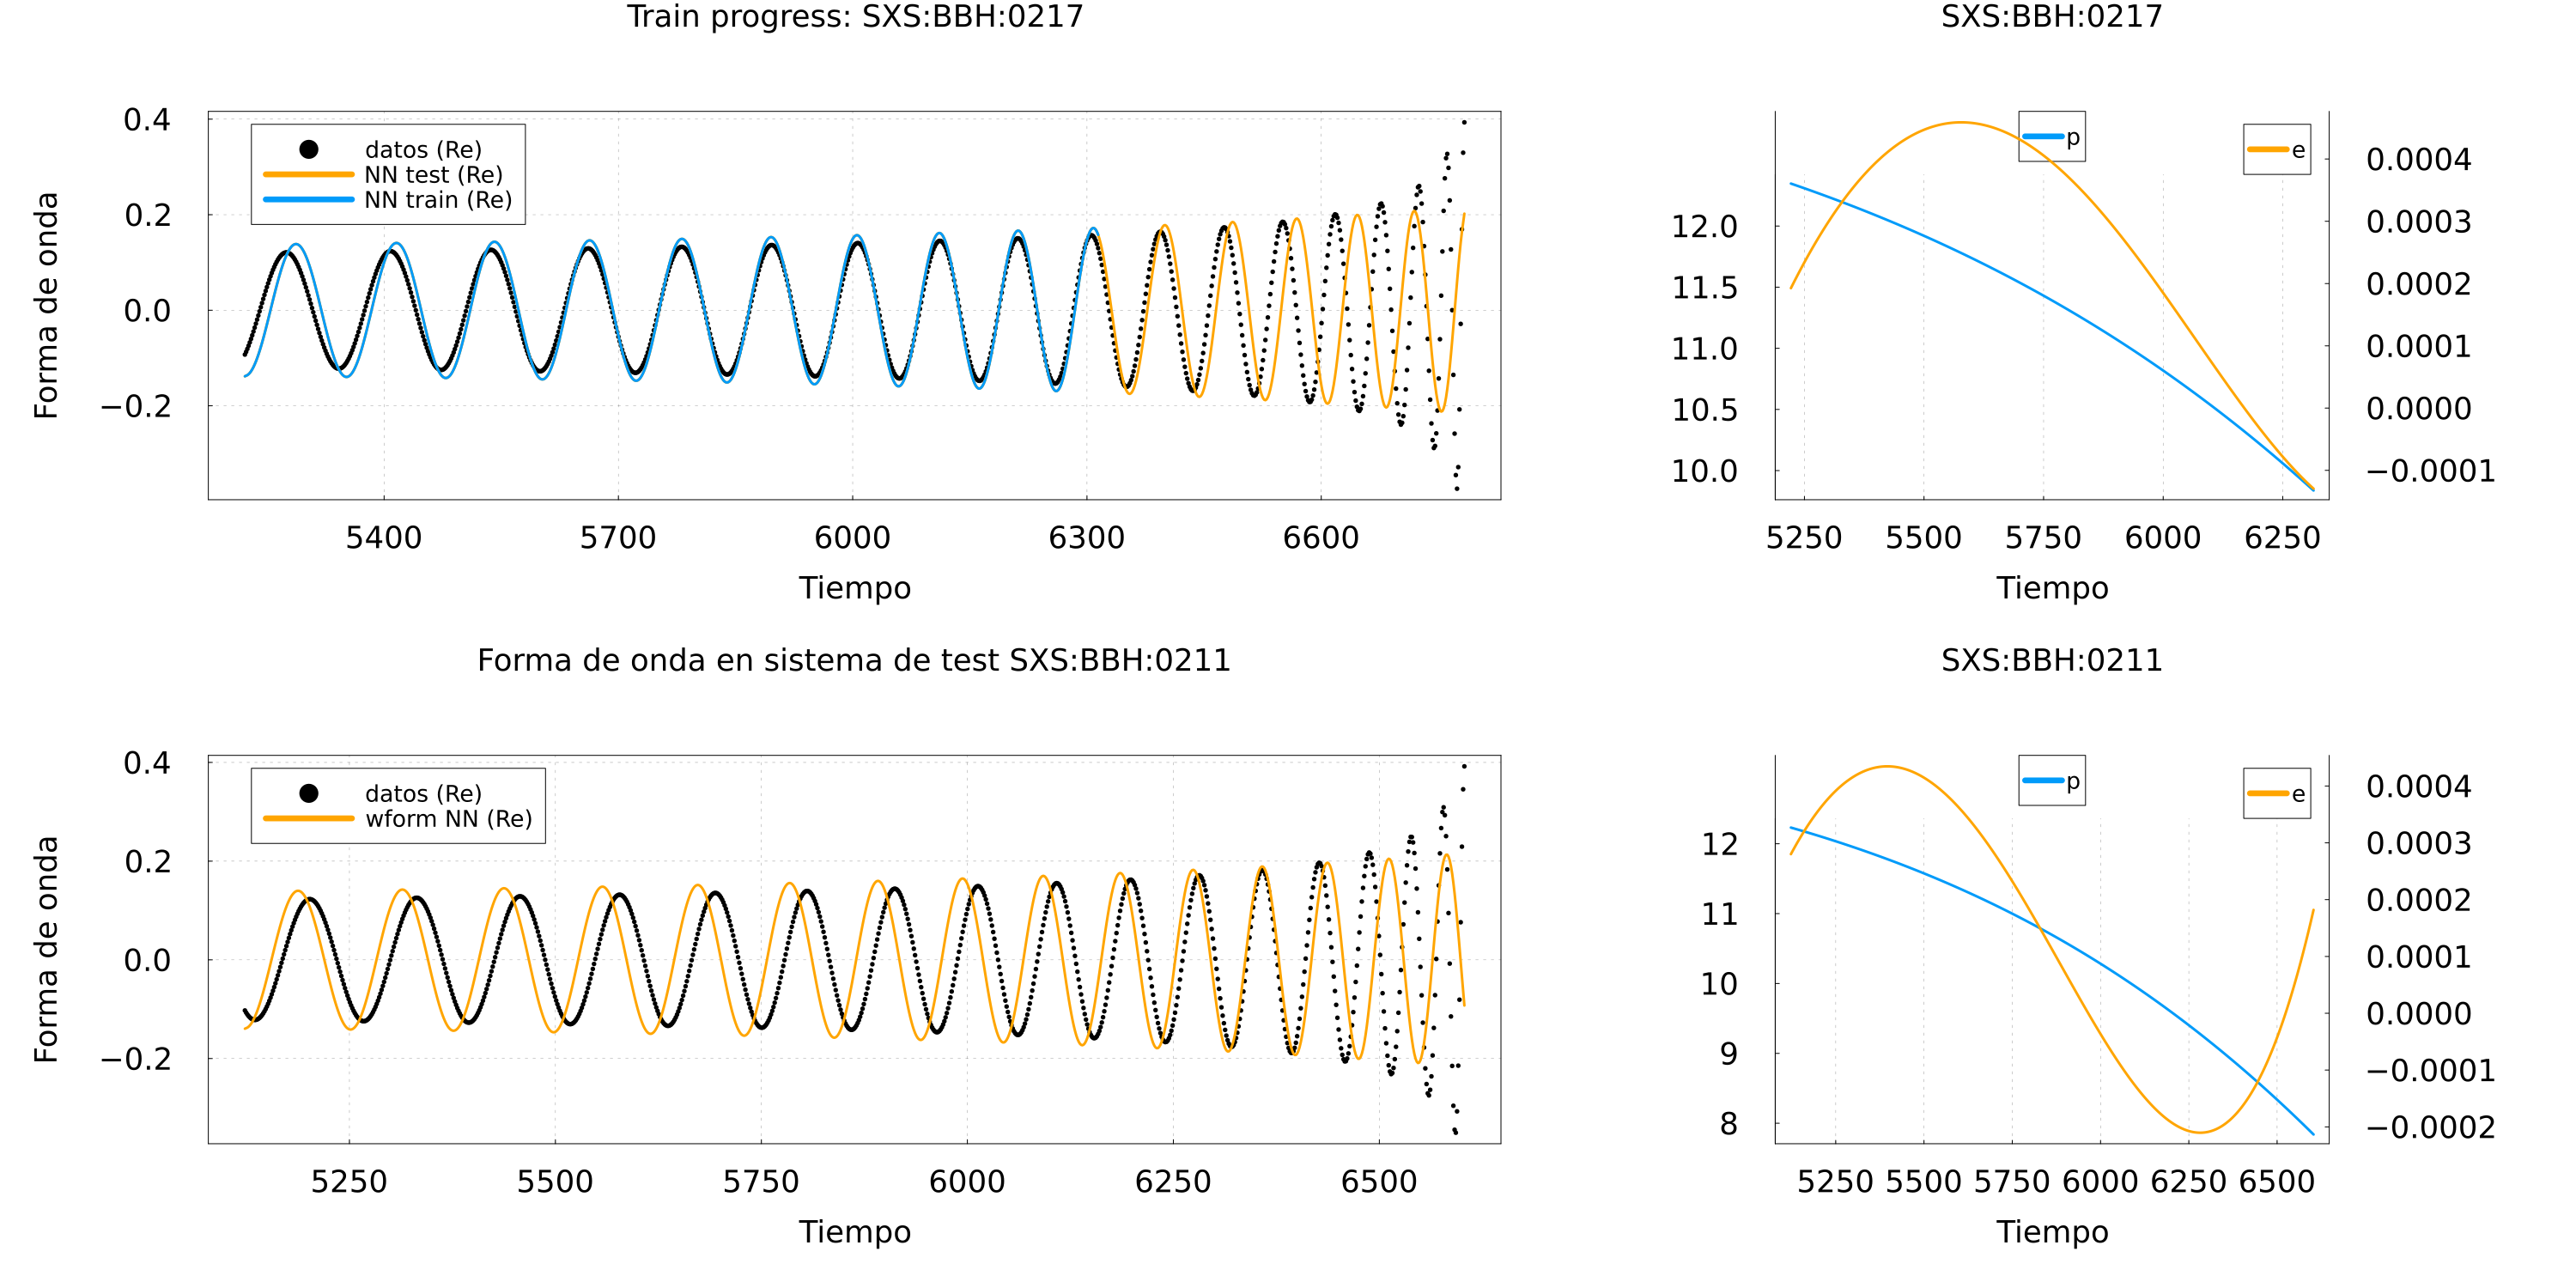 Train progress: SXS:BBH:0217
Forma de onda
0.4
0.2
0.0
−0.2
datos (Re)
NN test (Re)
NN train (Re)
5400 5700 6000 6300 6600
Tiempo
SXS:BBH:0217
12.0
11.5
11.0
10.5
10.0
p
e
0.0004
0.0003
0.0002
0.0001
0.0000
−0.0001
5250 5500 5750 6000 6250
Tiempo
Forma de onda en sistema de test SXS:BBH:0211
Forma de onda
0.4
0.2
0.0
−0.2
datos (Re)
wform NN (Re)
5250 5500 5750 6000 6250 6500
Tiempo
SXS:BBH:0211
12
11
10
9
8
p
e
0.0004
0.0003
0.0002
0.0001
0.0000
−0.0001
−0.0002
5250 5500 5750 6000 6250 6500
Tiempo